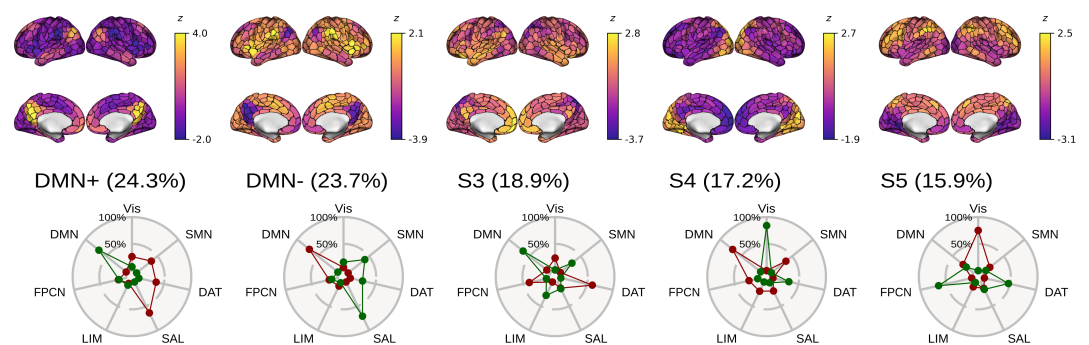 z
4.0
-2.0
z
2.1
-3.9
z
2.8
-3.7
z
2.7
-1.9
z
2.5
-3.1
DMN+ (24.3%)
DMN- (23.7%)
S3 (18.9%)
S4 (17.2%)
S5 (15.9%)
Vis
100%
50%
DMN
SMN
FPCN
DAT
LIM
SAL
Vis
100%
50%
DMN
SMN
FPCN
DAT
LIM
SAL
Vis
100%
50%
DMN
SMN
FPCN
DAT
LIM
SAL
Vis
100%
50%
DMN
SMN
FPCN
DAT
LIM
SAL
Vis
100%
50%
DMN
SMN
FPCN
DAT
LIM
SAL